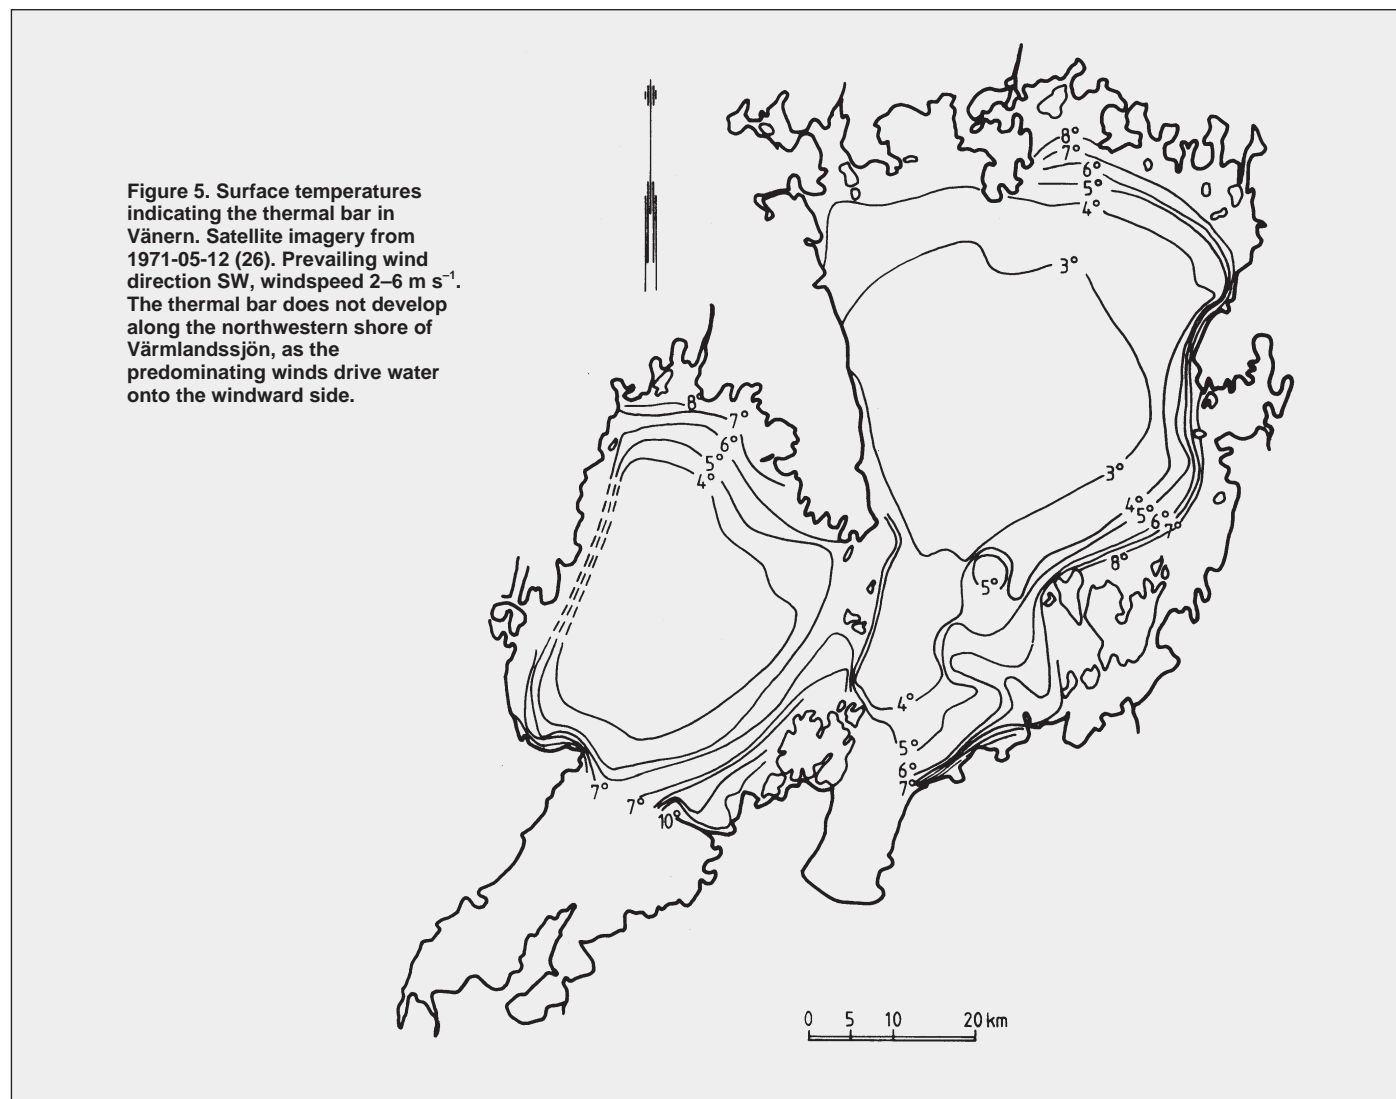 Figure 5. Surface temperatures
indicating the thermal bar in
Vänern. Satellite imagery from
1971-05-12 (26). Prevailing wind
direction SW, windspeed 2–6 m s⁻¹.
The thermal bar does not develop
along the northwestern shore of
Värmlandssjön, as the
predominating winds drive water
onto the windward side.
8°
7°
6°
5°
4°
3°
8°
7°
6°
5°
4°
3°
4°
5°
6°
7°
8°
5°
4°
5°
6°
7°
7°
7°
10°
0 5 10 20 km